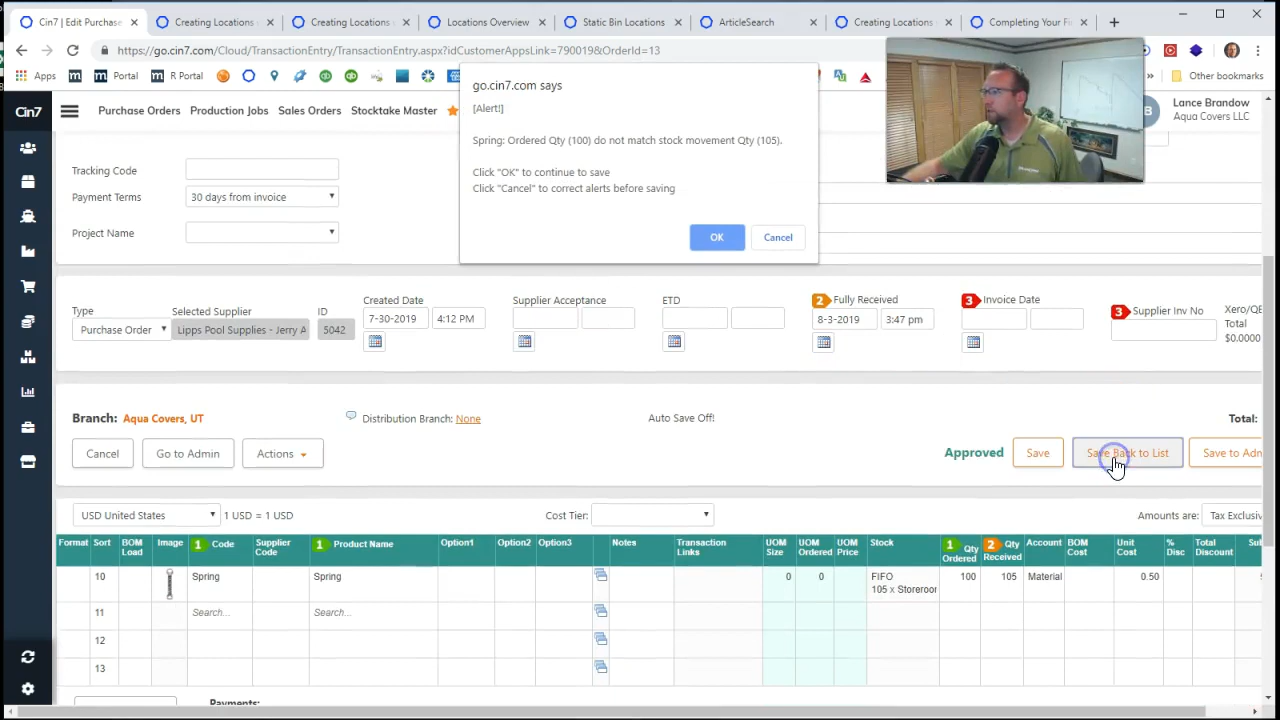 Cin7 | Edit Purchase
Creating Locations a
Creating Locations
Locations Overview
Static Bin Locations
ArticleSearch
Creating Locations
Completing Your Fi
https://go.cin7.com/Cloud/TransactionEntry/TransactionEntry.aspx?idCustomerAppsLink=790019&OrderId=13
Apps
Portal
R Portal
Other bookmarks
Cin7
Purchase Orders
Production Jobs
Sales Orders
Stocktake Master
Lance Brandow
Aqua Covers LLC
go.cin7.com says
[Alert!]
Spring: Ordered Qty (100) do not match stock movement Qty (105).
Click "OK" to continue to save
Click "Cancel" to correct alerts before saving
OK
Cancel
Tracking Code
Payment Terms
30 days from invoice
Project Name
Type
Purchase Order
Selected Supplier
Lipps Pool Supplies - Jerry A
ID
5042
Created Date
7-30-2019
4:12 PM
Supplier Acceptance
ETD
2 Fully Received
8-3-2019
3:47 pm
3 Invoice Date
3 Supplier Inv No
Xero/QB
Total
$0.0000
Branch: Aqua Covers, UT
Distribution Branch: None
Auto Save Off!
Total:
Cancel
Go to Admin
Actions
Approved
Save
Save Back to List
Save to Adm
USD United States
1 USD = 1 USD
Cost Tier:
Amounts are:
Tax Exclusiv
Format Sort BOM Load Image 1 Code Supplier Code 1 Product Name Option1 Option2 Option3 Notes Transaction Links UOM Size UOM Ordered UOM Price Stock 1 Qty Ordered 2 Qty Received Account BOM Cost Unit Cost % Disc Total Discount Sub
10 Spring Spring 0 0 FIFO 100 105 Material 0.50
105 x Storeroom
11 Search... Search...
12
13
Payments: